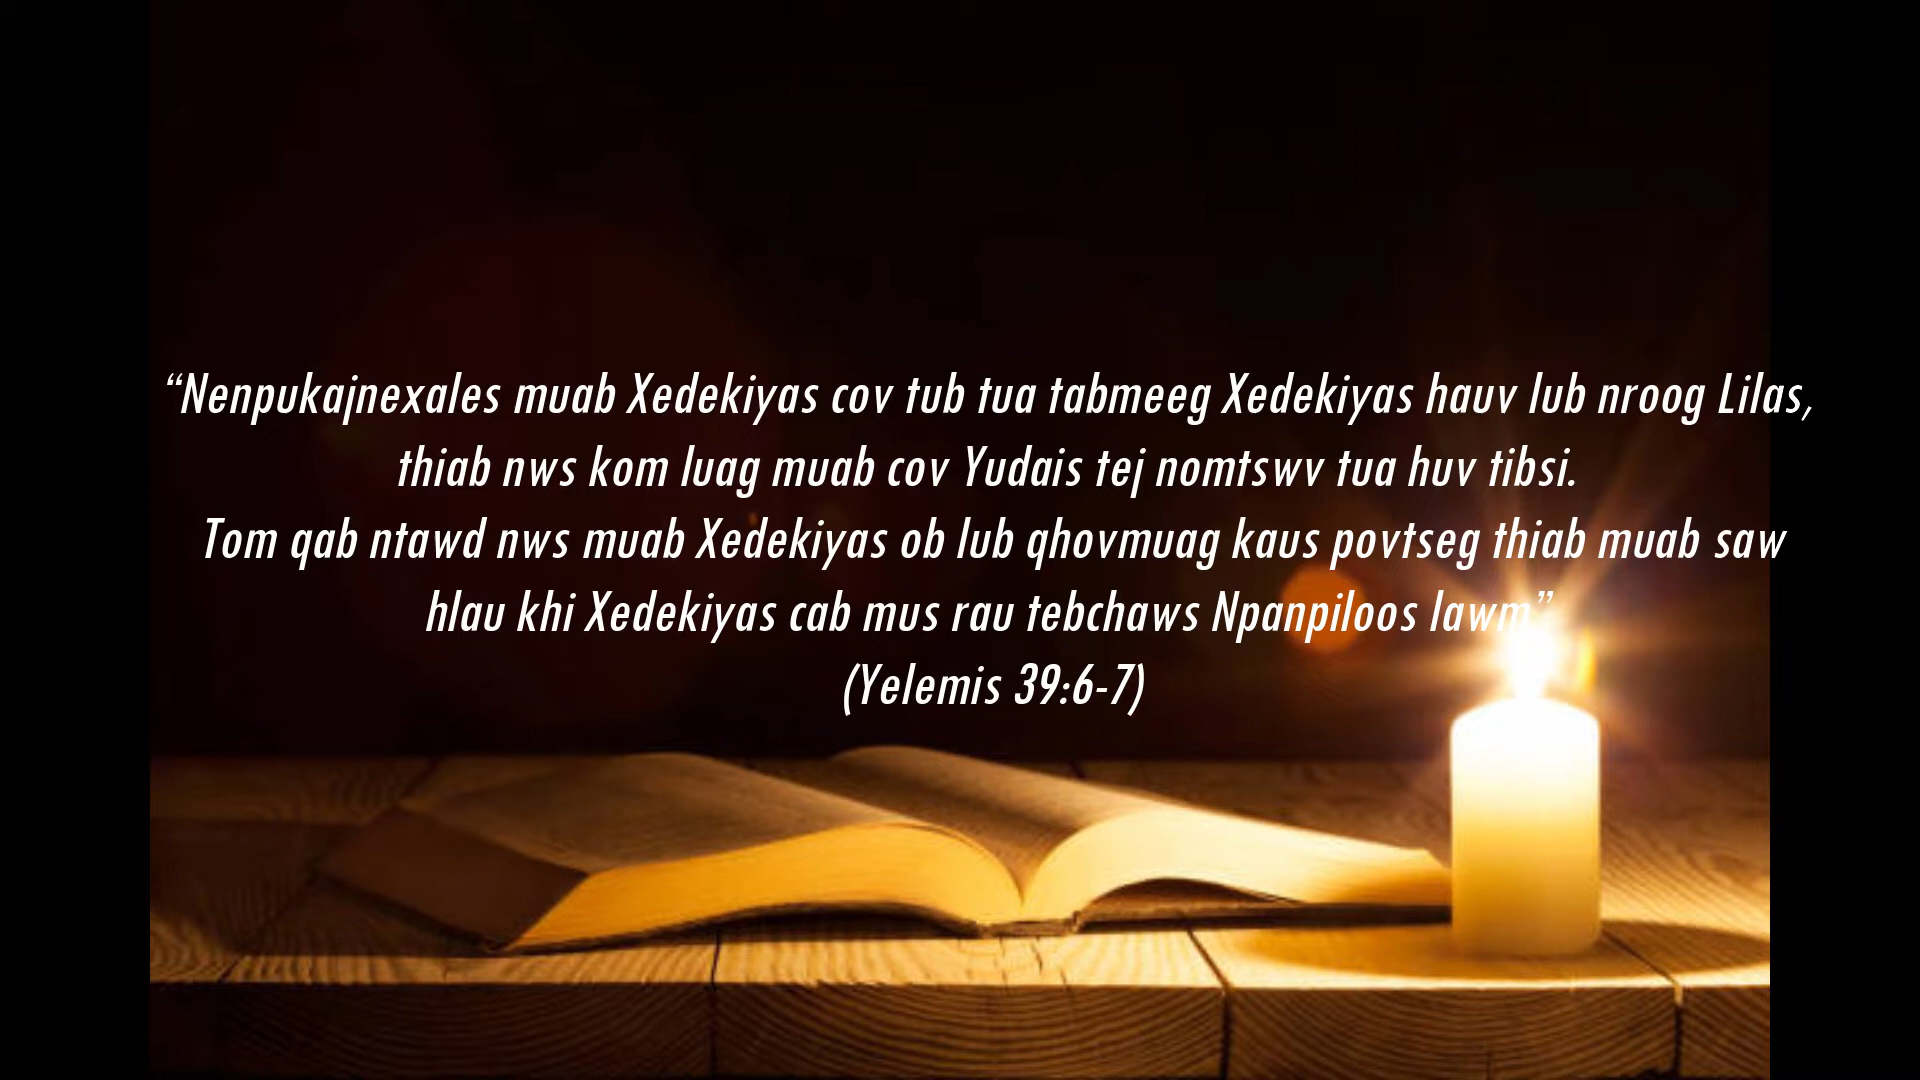 “Nenpukajnexales muab Xedekiyas cov tub tua tabmeeg Xedekiyas hauv lub nroog Lilas,
thiab nws kom luag muab cov Yudais tej nomtswv tua huv tibsi.
Tom qab ntawd nws muab Xedekiyas ob lub qhovmuag kaus povtseg thiab muab saw
hlau khi Xedekiyas cab mus rau tebchaws Npanpiloos lawm”
(Yelemis 39:6-7)